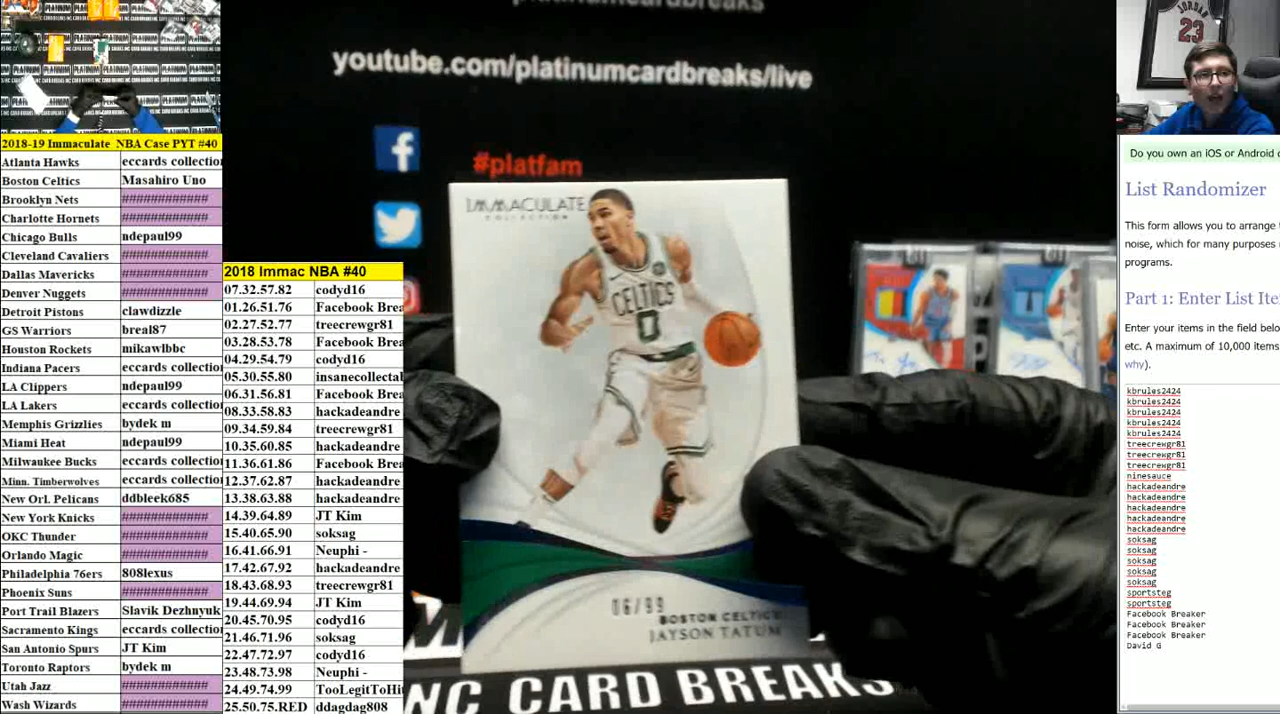 platinumcardbreaks
youtube.com/platinumcardbreaks/live
#platfam
IMMACULATE
COLLECTION
CELTICS
0
06/99
BOSTON CELTICS
JAYSON TATUM
NC CARD BREAKS
JORDAN
23
2018-19 Immaculate NBA Case PYT #40
Atlanta Hawks eccards collectio
Boston Celtics Masahiro Uno
Brooklyn Nets #############
Charlotte Hornets #############
Chicago Bulls ndepaul99
Cleveland Cavaliers #############
Dallas Mavericks #############
Denver Nuggets #############
Detroit Pistons clawdizzle
GS Warriors breal87
Houston Rockets mikawlbbc
Indiana Pacers eccards collectio
LA Clippers ndepaul99
LA Lakers eccards collectio
Memphis Grizzlies bydek m
Miami Heat ndepaul99
Milwaukee Bucks eccards collectio
Minn. Timberwolves eccards collectio
New Orl. Pelicans ddbleek685
New York Knicks #############
OKC Thunder #############
Orlando Magic #############
Philadelphia 76ers 808lexus
Phoenix Suns #############
Port Trail Blazers Slavik Dezhnyuk
Sacramento Kings eccards collectio
San Antonio Spurs JT Kim
Toronto Raptors bydek m
Utah Jazz #############
Wash Wizards #############
2018 Immac NBA #40
07.32.57.82 codyd16
01.26.51.76 Facebook Brea
02.27.52.77 treecrewgr81
03.28.53.78 Facebook Brea
04.29.54.79 codyd16
05.30.55.80 insanecollectal
06.31.56.81 Facebook Brea
08.33.58.83 hackadeandre
09.34.59.84 treecrewgr81
10.35.60.85 hackadeandre
11.36.61.86 Facebook Brea
12.37.62.87 hackadeandre
13.38.63.88 hackadeandre
14.39.64.89 JT Kim
15.40.65.90 soksag
16.41.66.91 Neuphi -
17.42.67.92 hackadeandre
18.43.68.93 treecrewgr81
19.44.69.94 JT Kim
20.45.70.95 codyd16
21.46.71.96 soksag
22.47.72.97 codyd16
23.48.73.98 Neuphi -
24.49.74.99 TooLegitToHit
25.50.75.RED ddagdag808
Do you own an iOS or Android d
List Randomizer
This form allows you to arrange t
noise, which for many purposes i
programs.
Part 1: Enter List Ite
Enter your items in the field belo
etc. A maximum of 10,000 items
why).
kbrules2424
kbrules2424
kbrules2424
kbrules2424
kbrules2424
treecrewgr81
treecrewgr81
treecrewgr81
ninesauce
hackadeandre
hackadeandre
hackadeandre
hackadeandre
hackadeandre
soksag
soksag
soksag
soksag
soksag
sportsteg
sportsteg
Facebook Breaker
Facebook Breaker
Facebook Breaker
David G